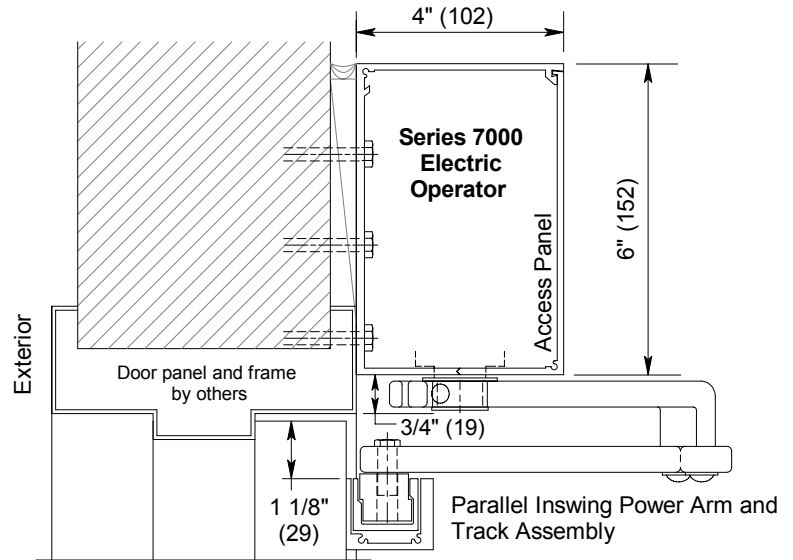 4" (102)
Series 7000
Electric
Operator
Access Panel
6" (152)
Exterior
Door panel and frame
by others
3/4" (19)
1 1/8"
(29)
Parallel Inswing Power Arm and
Track Assembly